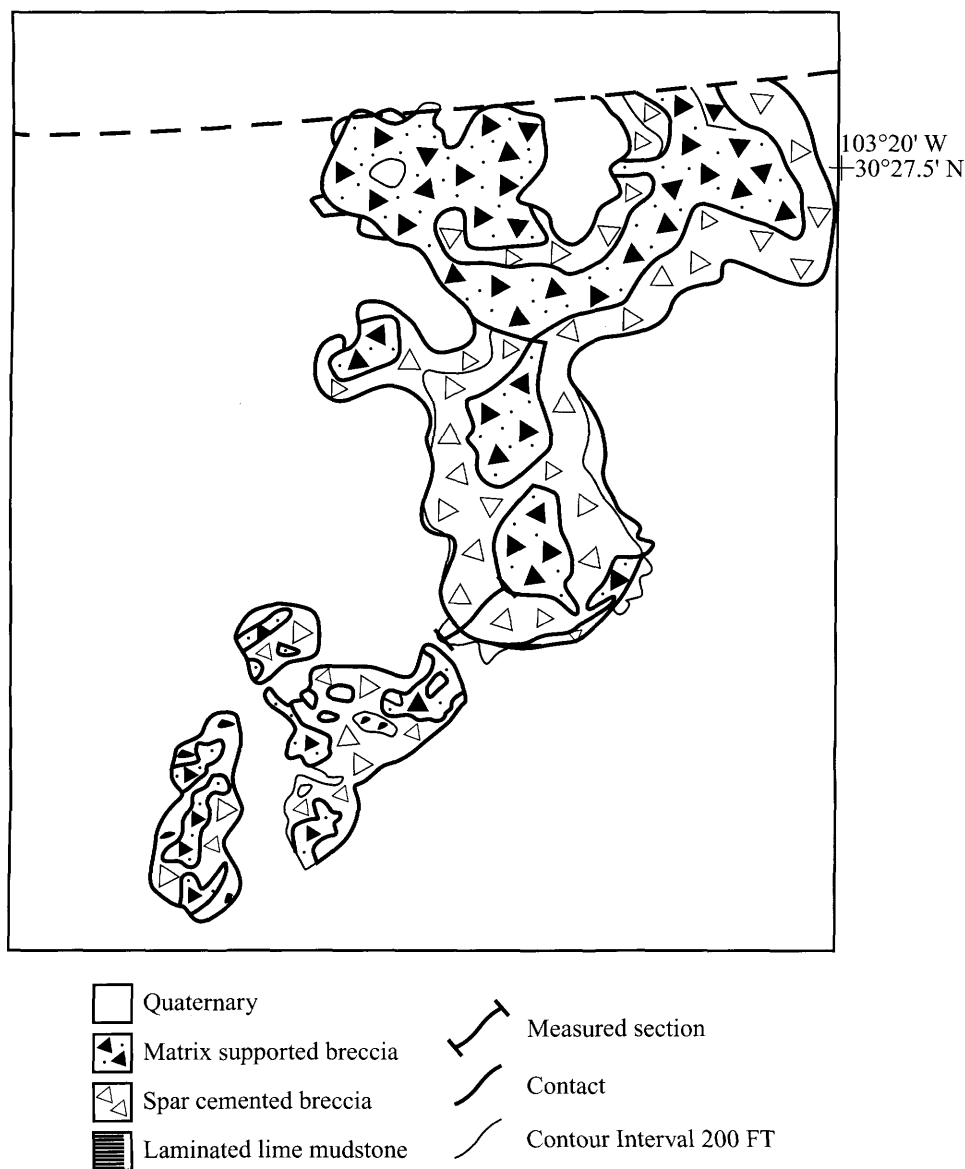 103°20' W
30°27.5' N
Quaternary
Matrix supported breccia
Spar cemented breccia
Laminated lime mudstone
Measured section
Contact
Contour Interval 200 FT